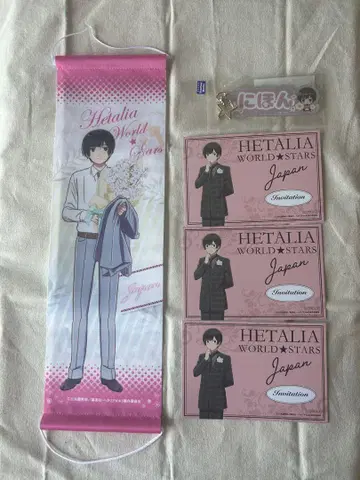 Hetalia
World
★
Stars
Japan
にほん
HETALIA
WORLD★STARS
Japan
Invitation
HETALIA
WORLD★STARS
Japan
Invitation
HETALIA
WORLD★STARS
Japan
Invitation